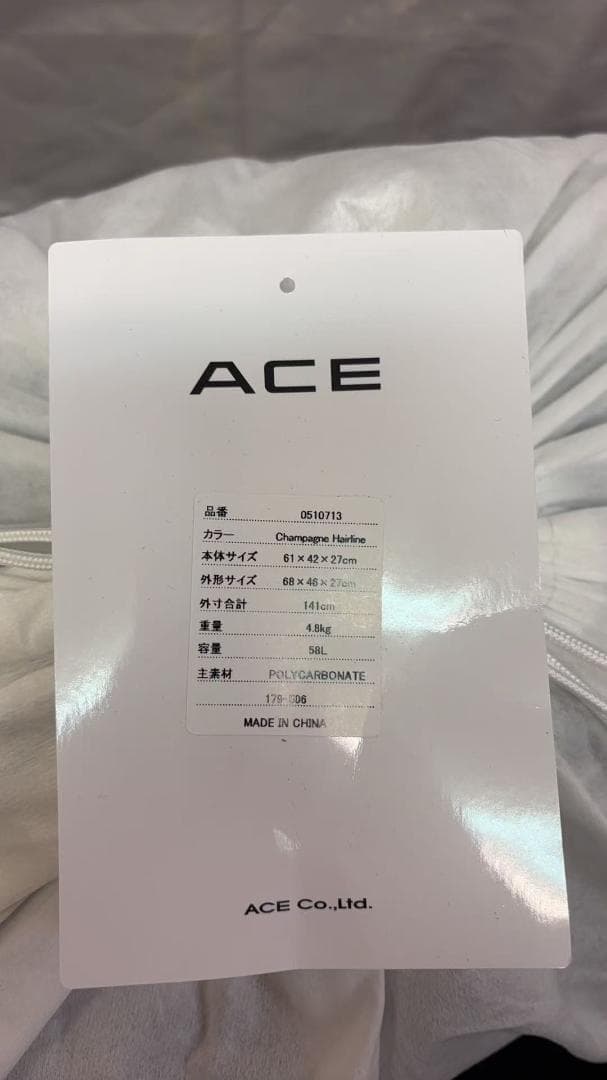 ACE
品番 0510713
カラー Champagne Hairline
本体サイズ 61×42×27cm
外形サイズ 68×46×27cm
外寸合計 141cm
重量 4.8kg
容量 58L
主素材 POLYCARBONATE
179-G06
MADE IN CHINA
ACE Co.,Ltd.